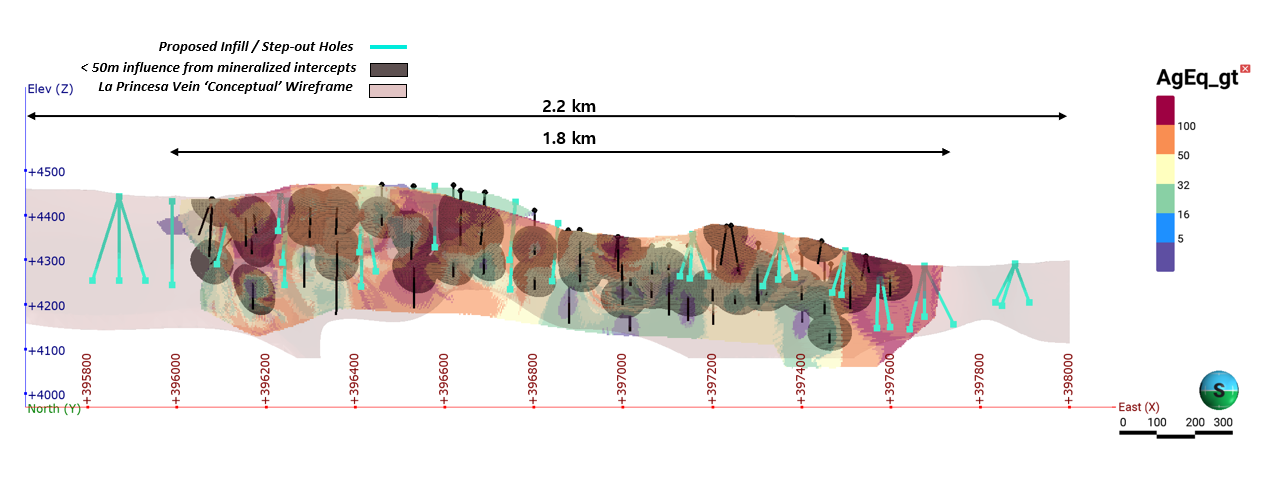 Proposed Infill / Step-out Holes
< 50m influence from mineralized intercepts
La Princesa Vein ‘Conceptual’ Wireframe
AgEq_gt
Elev (Z)
2.2 km
1.8 km
100
50
32
16
5
+4500
+4400
+4300
+4200
+4100
+4000
+395800
+396000
+396200
+396400
+396600
+396800
+397000
+397200
+397400
+397600
+397800
+398000
North (Y)
East (X)
S
0 100 200 300